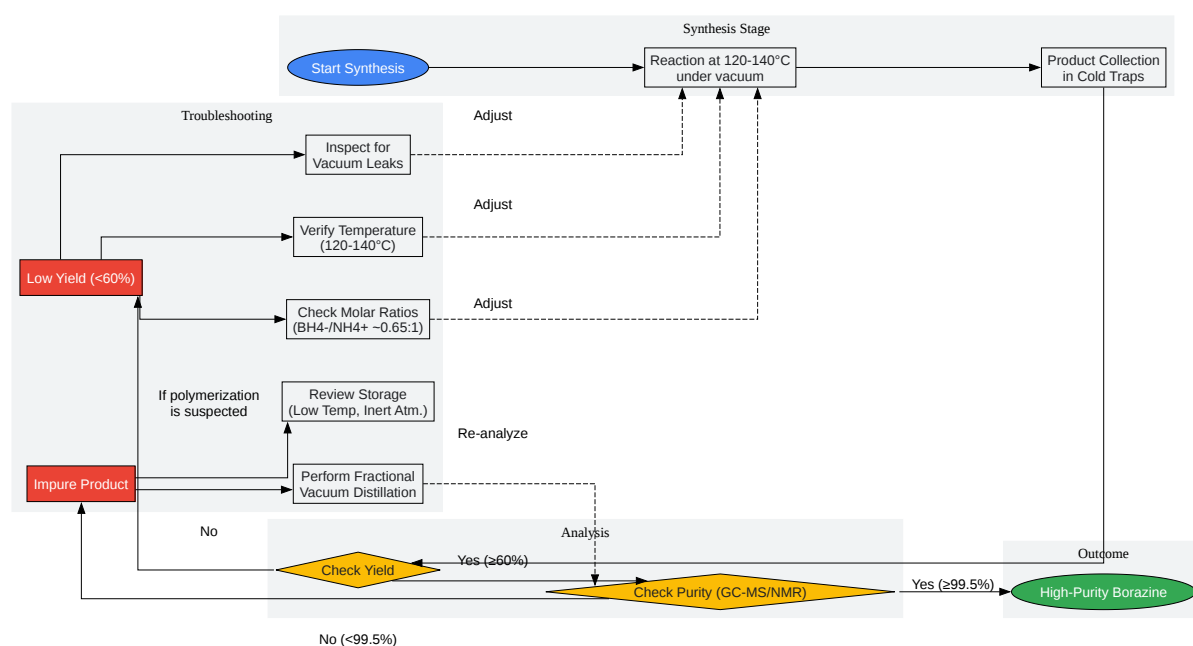 Synthesis Stage
Start Synthesis
Reaction at 120-140°C
under vacuum
Product Collection
in Cold Traps
Troubleshooting
Adjust
Inspect for
Vacuum Leaks
Adjust
Verify Temperature
(120-140°C)
Low Yield (<60%)
Adjust
Check Molar Ratios
(BH4-/NH4+ ~0.65:1)
If polymerization
is suspected
Review Storage
(Low Temp, Inert Atm.)
Re-analyze
Impure Product
Perform Fractional
Vacuum Distillation
No
Analysis
Outcome
Check Yield
Yes (≥60%)
Check Purity (GC-MS/NMR)
Yes (≥99.5%)
High-Purity Borazine
No (<99.5%)